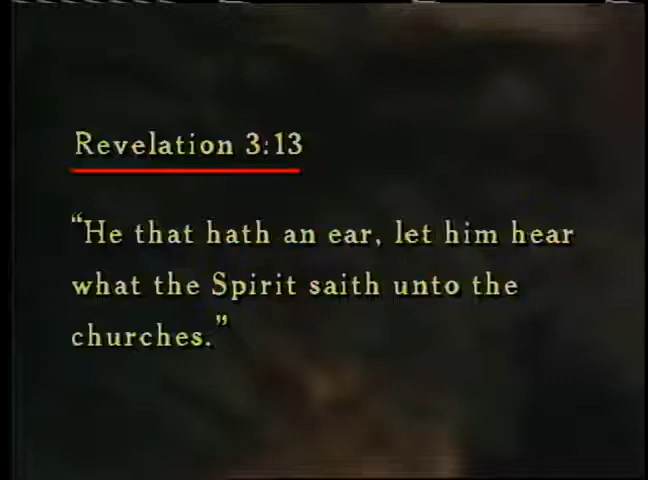 Revelation 3:13
“He that hath an ear, let him hear
what the Spirit saith unto the
churches.”